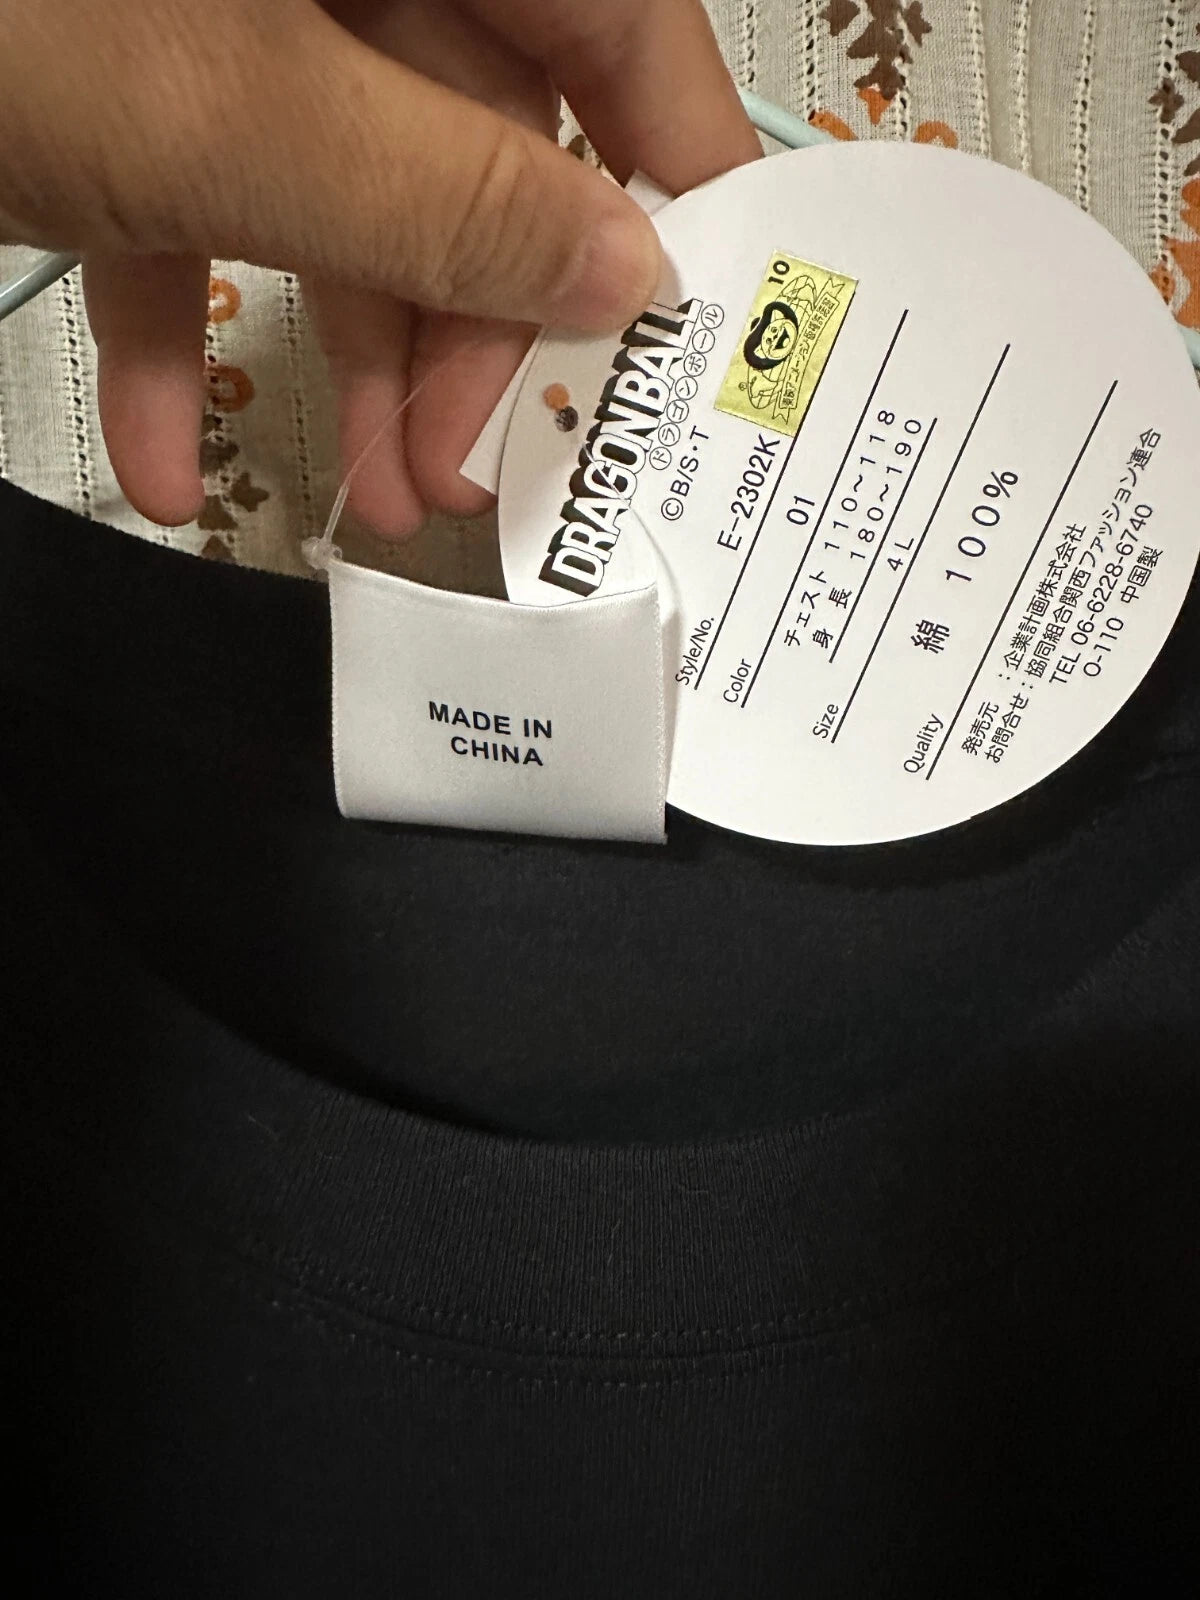 DRAGONBALL
ドラゴンボール
©B/S・T
10
Style/No. E-2302K
Color 01
チェスト 110~118
身長 180~190
Size 4L
Quality 綿 100%
発売元 : 企業計画株式会社
お問合せ : 協同組合関西ファッション連合
TEL 06-6228-6740
O-110 中国製
MADE IN
CHINA